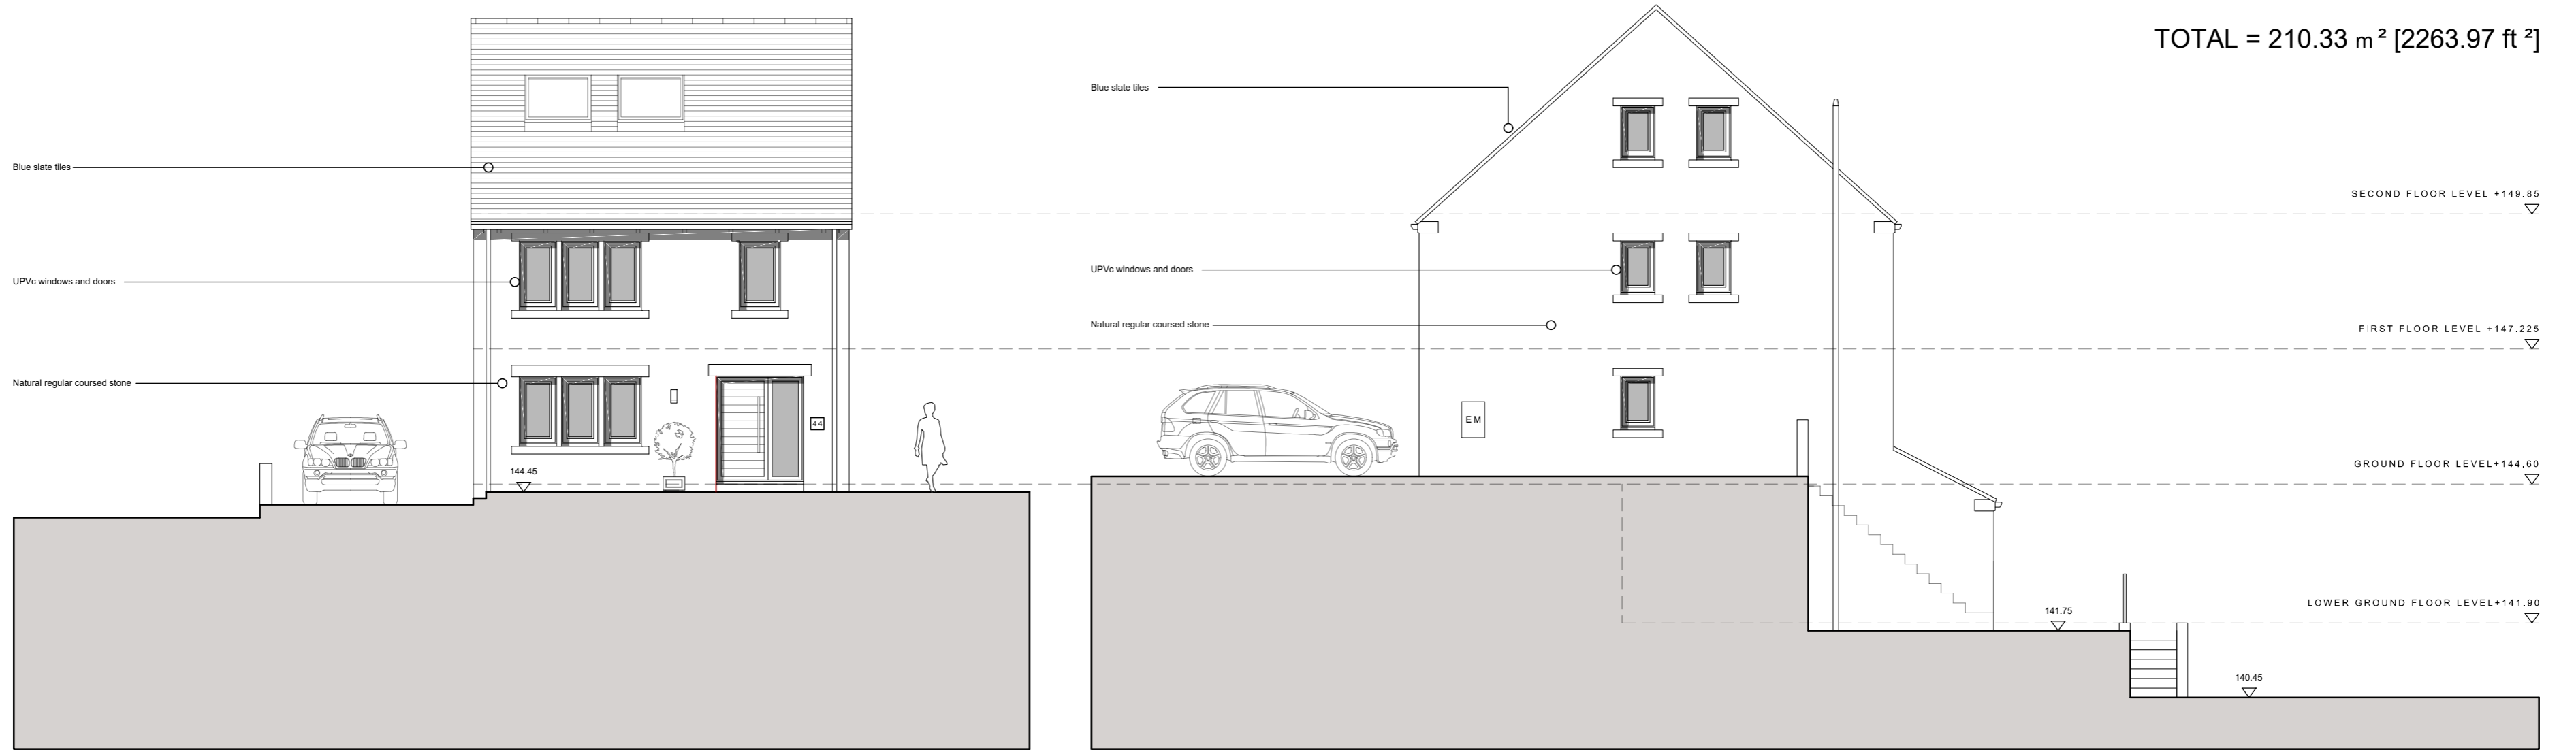 TOTAL = 210.33 m² [2263.97 ft ²]
Blue slate tiles
UPVc windows and doors
Natural regular coursed stone
144.45
44
Blue slate tiles
UPVc windows and doors
Natural regular coursed stone
EM
SECOND FLOOR LEVEL +149.85
FIRST FLOOR LEVEL +147.225
GROUND FLOOR LEVEL+144.60
LOWER GROUND FLOOR LEVEL+141.90
141.75
140.45